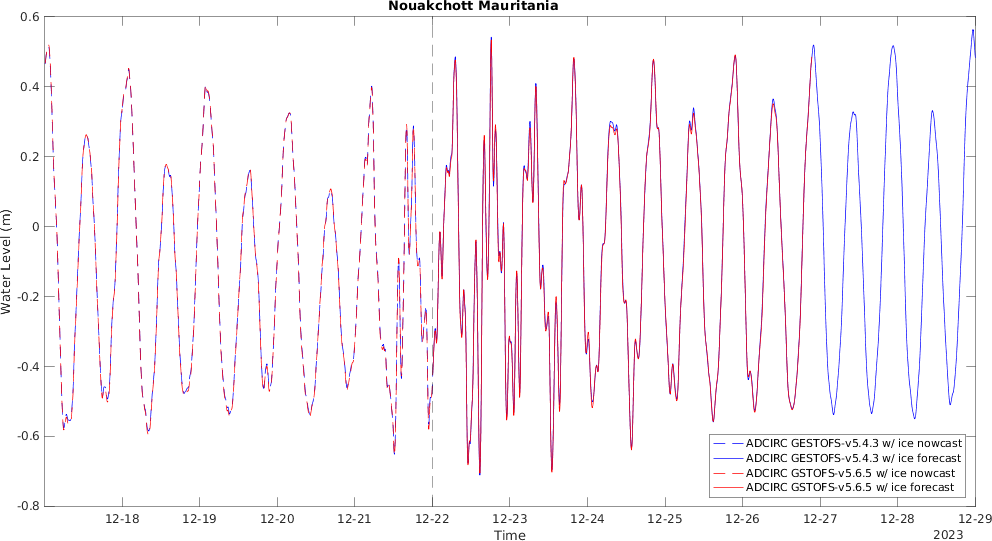 Nouakchott Mauritania
0.6
0.4
0.2
0
-0.2
-0.4
-0.6
-0.8
Water Level (m)
ADCIRC GESTOFS-v5.4.3 w/ ice nowcast
ADCIRC GESTOFS-v5.4.3 w/ ice forecast
ADCIRC GSTOFS-v5.6.5 w/ ice nowcast
ADCIRC GSTOFS-v5.6.5 w/ ice forecast
12-18 12-19 12-20 12-21 12-22 12-23 12-24 12-25 12-26 12-27 12-28 12-29
Time
2023